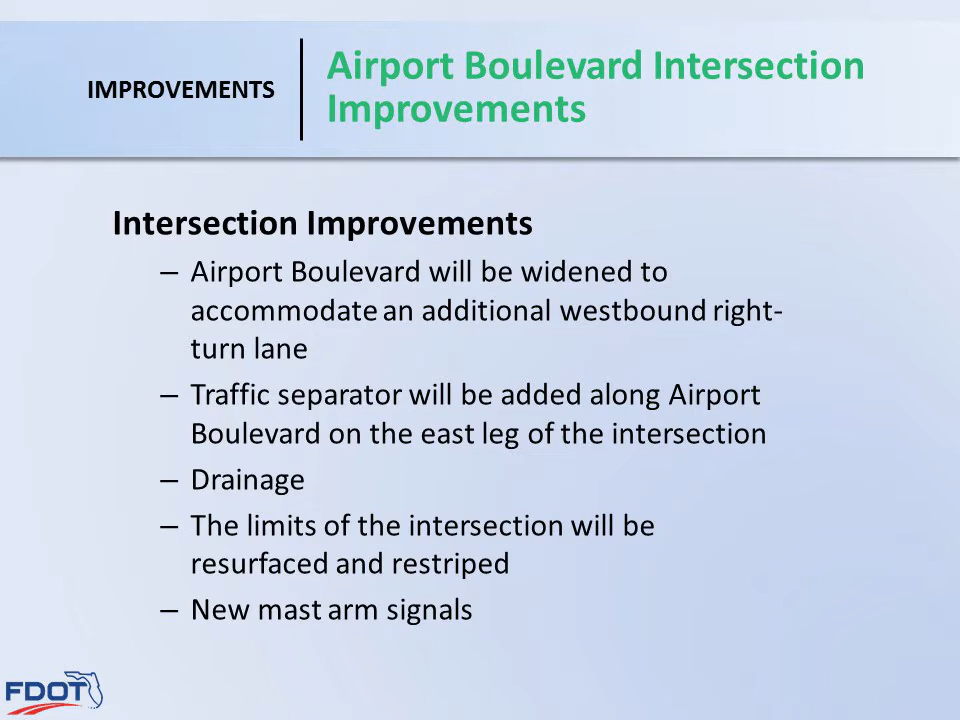 IMPROVEMENTS
Airport Boulevard Intersection
Improvements
Intersection Improvements
– Airport Boulevard will be widened to
accommodate an additional westbound right-
turn lane
– Traffic separator will be added along Airport
Boulevard on the east leg of the intersection
– Drainage
– The limits of the intersection will be
resurfaced and restriped
– New mast arm signals
FDOT